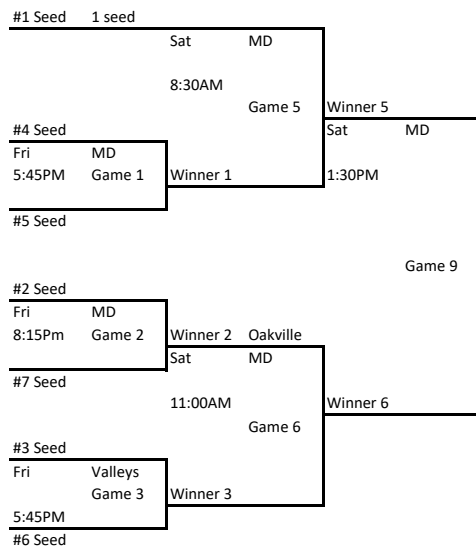 #1 Seed 1 seed
Sat MD
8:30AM
Game 5 Winner 5
#4 Seed Sat MD
Fri MD
5:45PM Game 1 Winner 1 1:30PM
#5 Seed
Game 9
#2 Seed
Fri MD
8:15Pm Game 2 Winner 2 Oakville
Sat MD
#7 Seed
11:00AM Winner 6
Game 6
#3 Seed
Fri Valleys
Game 3 Winner 3
5:45PM
#6 Seed